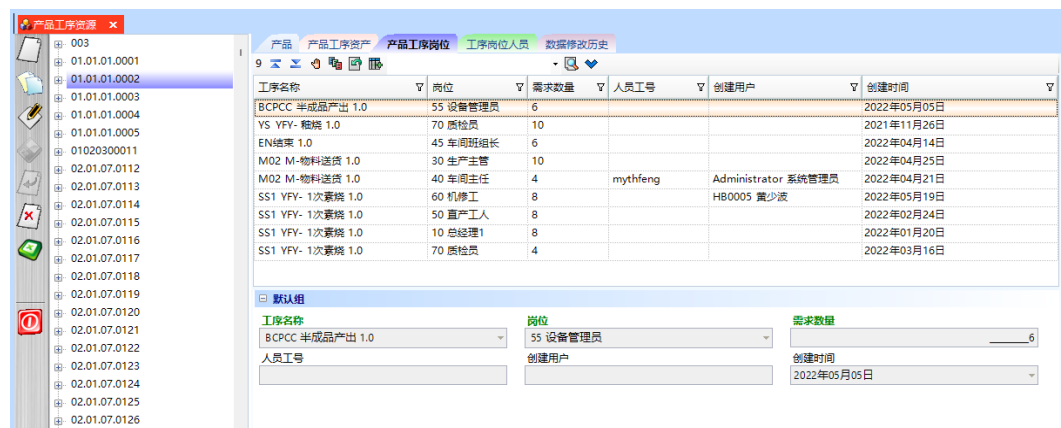 产品工序资源 ×
003
01.01.01.0001
01.01.01.0002
01.01.01.0003
01.01.01.0004
01.01.01.0005
01020300011
02.01.07.0112
02.01.07.0113
02.01.07.0114
02.01.07.0115
02.01.07.0116
02.01.07.0117
02.01.07.0118
02.01.07.0119
02.01.07.0120
02.01.07.0121
02.01.07.0122
02.01.07.0123
02.01.07.0124
02.01.07.0125
02.01.07.0126
产品 产品工序资产 产品工序岗位 工序岗位人员 数据修改历史
9
工序名称 岗位 需求数量 人员工号 创建用户 创建时间
BCPCC 半成品产出 1.0 55 设备管理员 6 2022年05月05日
YS YFY- 釉烧 1.0 70 质检员 10 2021年11月26日
EN结束 1.0 45 车间班组长 6 2022年04月14日
M02 M-物料送货 1.0 30 生产主管 10 2022年04月25日
M02 M-物料送货 1.0 40 车间主任 4 mythfeng Administrator 系统管理员 2022年04月21日
SS1 YFY- 1次素烧 1.0 60 机修工 8 HB0005 黄少波 2022年05月19日
SS1 YFY- 1次素烧 1.0 50 直产工人 8 2022年02月24日
SS1 YFY- 1次素烧 1.0 10 总经理1 8 2022年01月20日
SS1 YFY- 1次素烧 1.0 70 质检员 4 2022年03月16日
默认组
工序名称 岗位 需求数量
BCPCC 半成品产出 1.0 55 设备管理员 ______6
人员工号 创建用户 创建时间
2022年05月05日